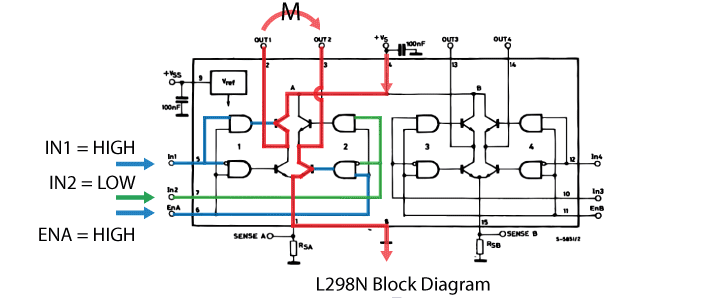 M
OUT1 OUT2 +Vs 100nF OUT3 OUT4
2 3 4 13 14
+Vss 9 Vref A B
100nF
1 2 3 4
IN1 = HIGH
In1 5 12 In4
IN2 = LOW
In2 7 10 In3
EnA 6 11 EnB
ENA = HIGH
1 8 15
SENSE A SENSE B S-5851/2
RSA RSB
L298N Block Diagram